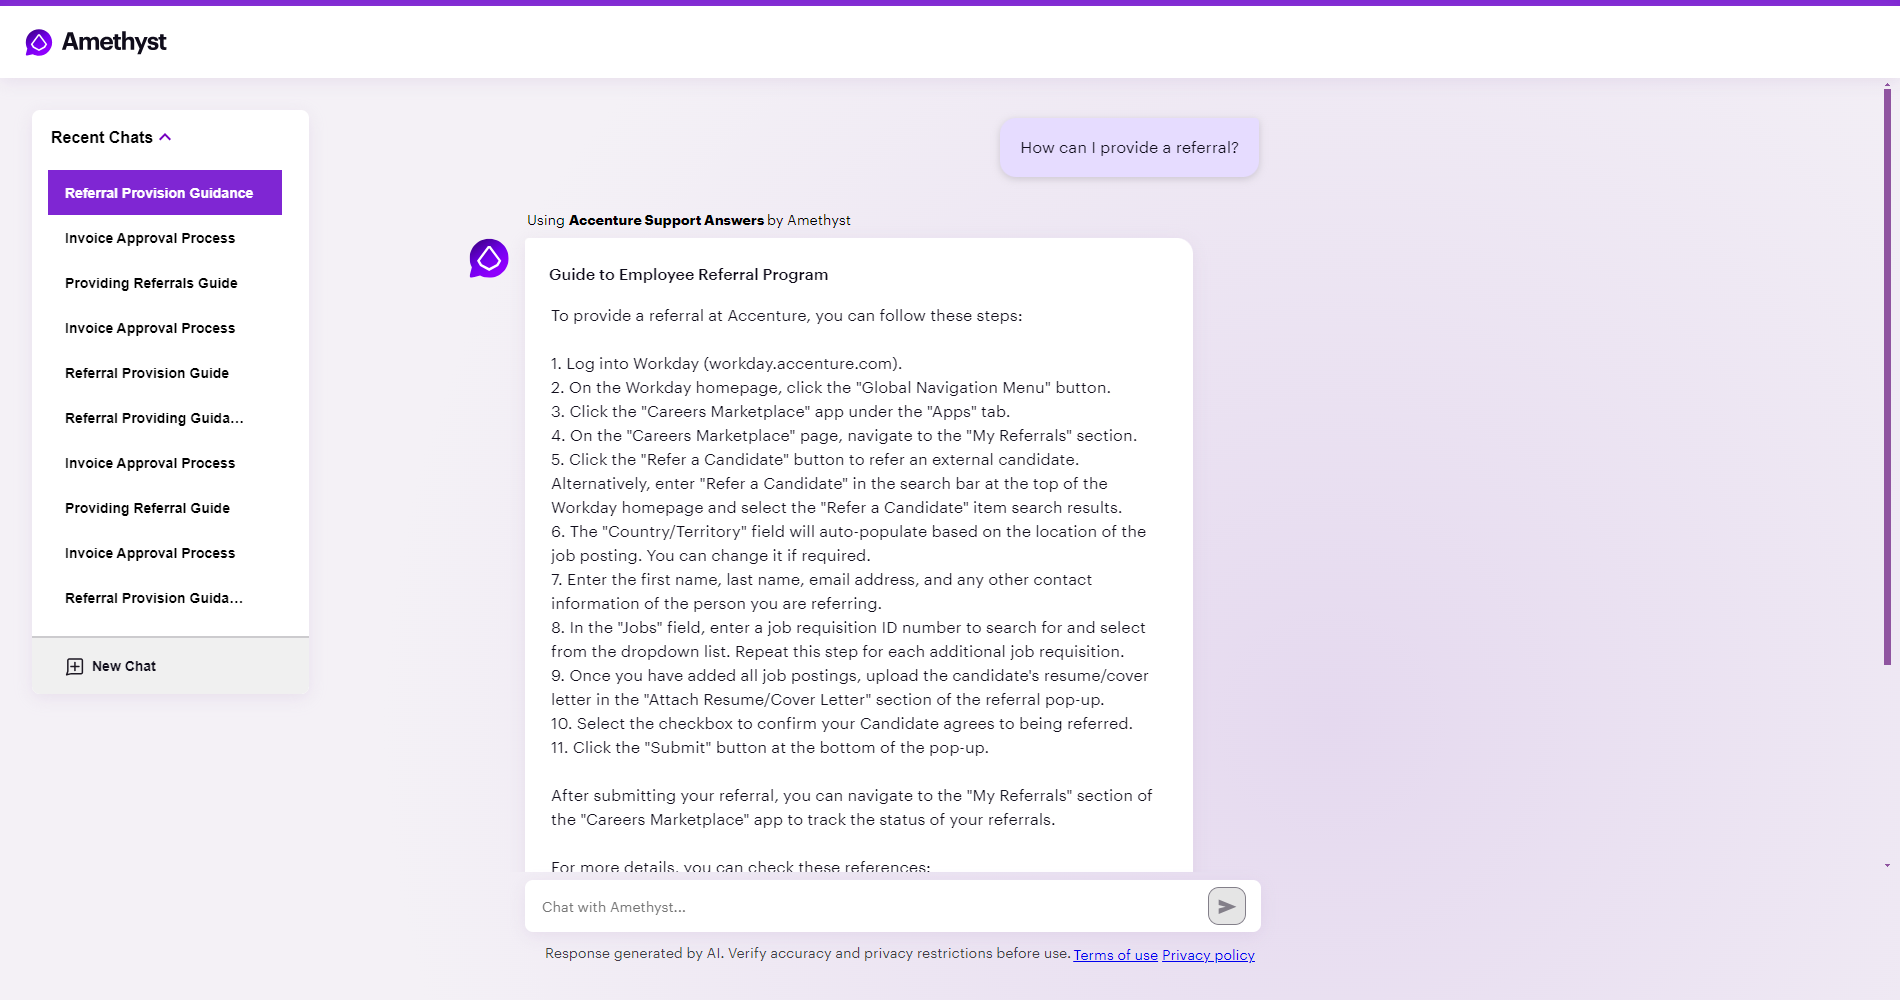 Amethyst
Recent Chats
Referral Provision Guidance
Invoice Approval Process
Providing Referrals Guide
Invoice Approval Process
Referral Provision Guide
Referral Providing Guida...
Invoice Approval Process
Providing Referral Guide
Invoice Approval Process
Referral Provision Guida...
New Chat
How can I provide a referral?
Using Accenture Support Answers by Amethyst
Guide to Employee Referral Program
To provide a referral at Accenture, you can follow these steps:
1. Log into Workday (workday.accenture.com).
2. On the Workday homepage, click the "Global Navigation Menu" button.
3. Click the "Careers Marketplace" app under the "Apps" tab.
4. On the "Careers Marketplace" page, navigate to the "My Referrals" section.
5. Click the "Refer a Candidate" button to refer an external candidate.
Alternatively, enter "Refer a Candidate" in the search bar at the top of the
Workday homepage and select the "Refer a Candidate" item search results.
6. The "Country/Territory" field will auto-populate based on the location of the
job posting. You can change it if required.
7. Enter the first name, last name, email address, and any other contact
information of the person you are referring.
8. In the "Jobs" field, enter a job requisition ID number to search for and select
from the dropdown list. Repeat this step for each additional job requisition.
9. Once you have added all job postings, upload the candidate's resume/cover
letter in the "Attach Resume/Cover Letter" section of the referral pop-up.
10. Select the checkbox to confirm your Candidate agrees to being referred.
11. Click the "Submit" button at the bottom of the pop-up.
After submitting your referral, you can navigate to the "My Referrals" section of
the "Careers Marketplace" app to track the status of your referrals.
For more details, you can check these references:
Chat with Amethyst...
Response generated by AI. Verify accuracy and privacy restrictions before use. Terms of use Privacy policy